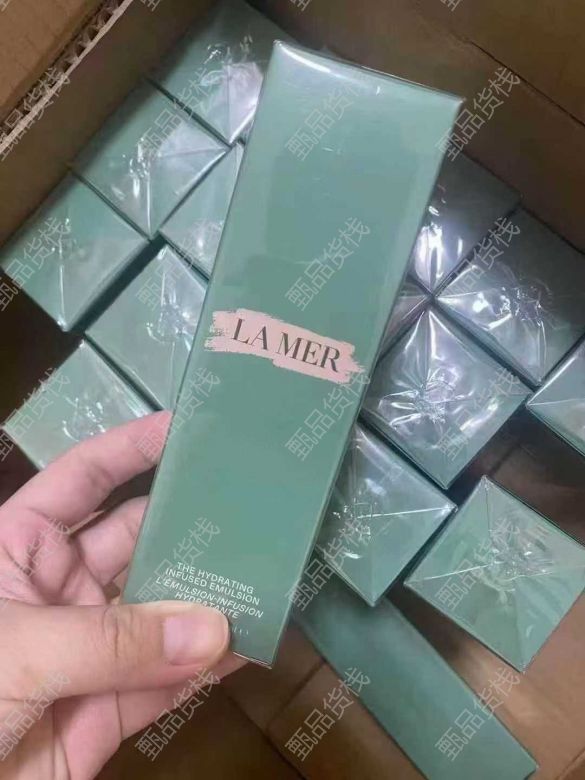 LA MER
THE HYDRATING
INFUSED EMULSION
L'ÉMULSION-INFUSION
HYDRATANTE
甄品货栈